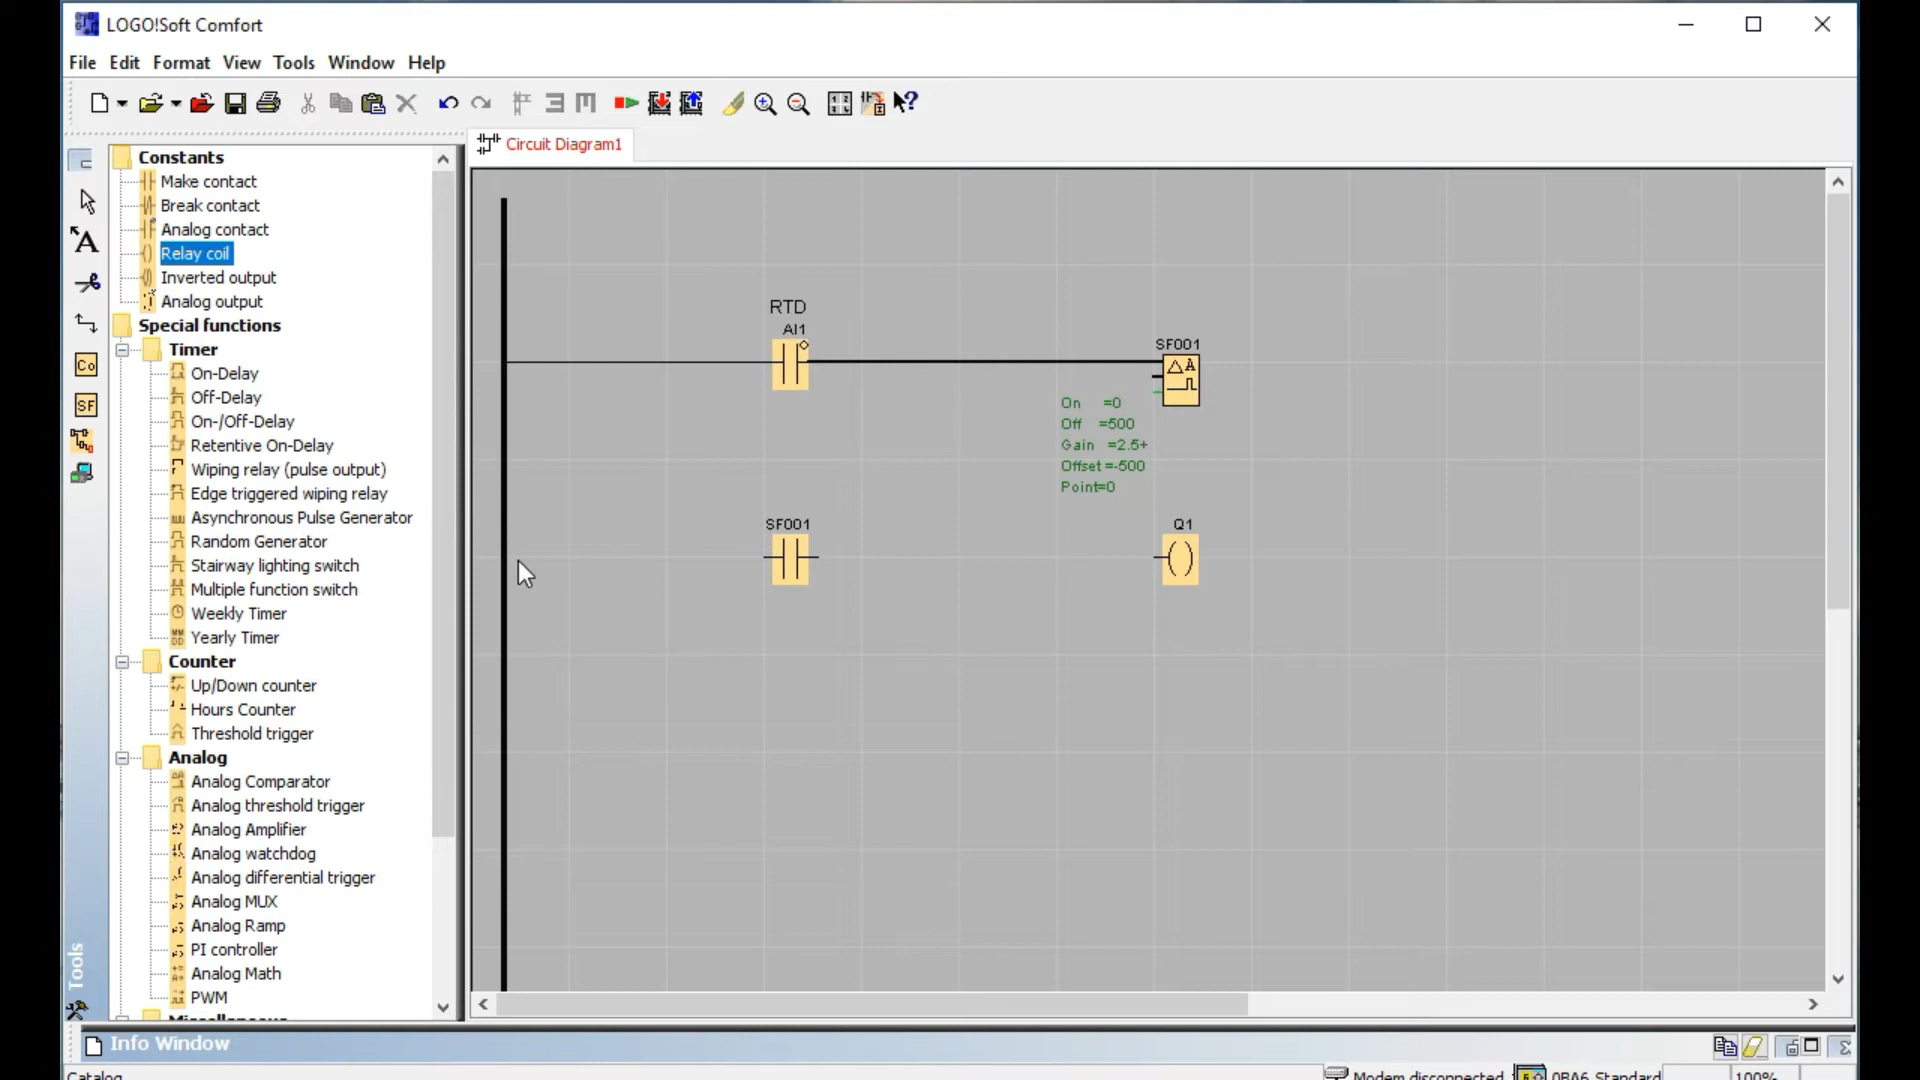 LOGO!Soft Comfort
File Edit Format View Tools Window Help
Circuit Diagram1
Constants
Make contact
Break contact
Analog contact
Relay coil
Inverted output
Analog output
Special functions
Timer
On-Delay
Off-Delay
On-/Off-Delay
Retentive On-Delay
Wiping relay (pulse output)
Edge triggered wiping relay
Asynchronous Pulse Generator
Random Generator
Stairway lighting switch
Multiple function switch
Weekly Timer
Yearly Timer
Counter
Up/Down counter
Hours Counter
Threshold trigger
Analog
Analog Comparator
Analog threshold trigger
Analog Amplifier
Analog watchdog
Analog differential trigger
Analog MUX
Analog Ramp
PI controller
Analog Math
PWM
Miscellaneous
A
Co
SF
Tools
RTD
AI1
SF001
A
On =0
Off =500
Gain =2.5+
Offset =-500
Point=0
SF001
Q1
Info Window
Catalog
Modem disconnected
0BA6.Standard
100%